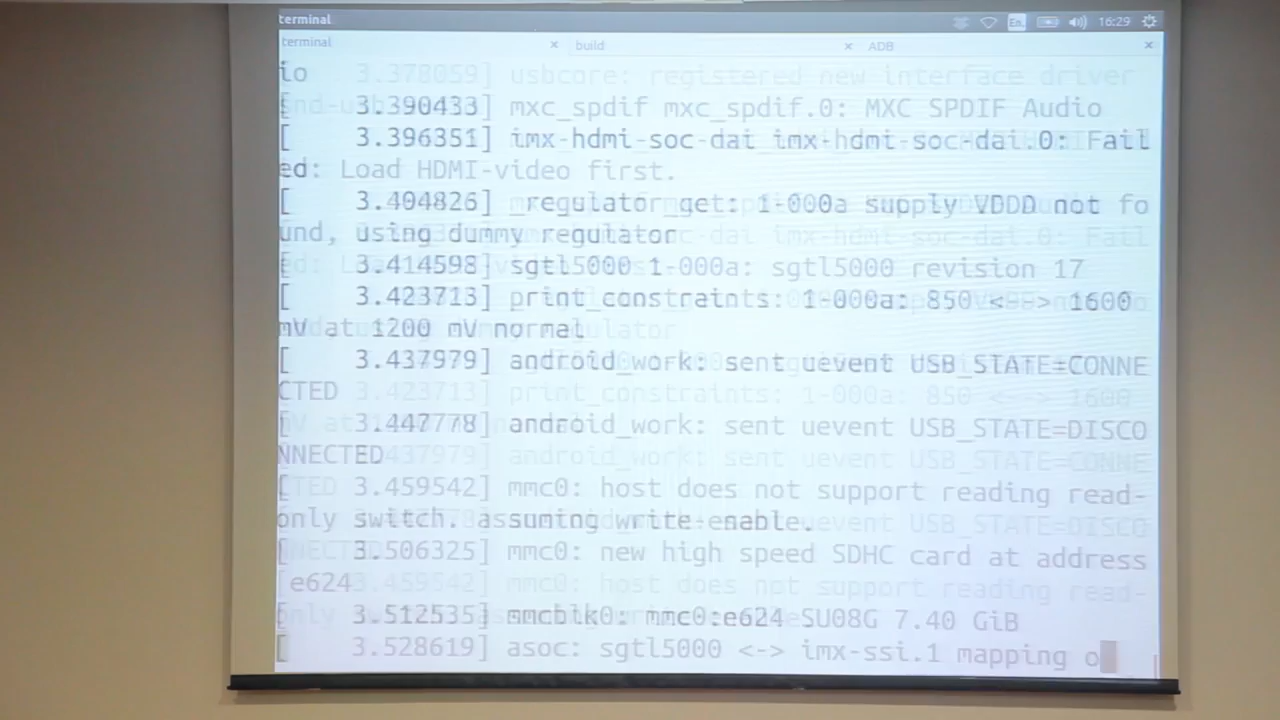 terminal
En
16:29
terminal × build × ADB ×
io 3.378059] usbcore: registered new interface driver
snd-usb
[ 3.390433] mxc_spdif mxc_spdif.0: MXC SPDIF Audio
[ 3.396351] imx-hdmi-soc-dai imx-hdmi-soc-dai.0: Fail
ed: Load HDMI-video first.
[ 3.404826] _regulator_get: 1-000a supply VDDD not fo
und, using dummy regulator
[ 3.414598] sgtl5000 1-000a: sgtl5000 revision 17
[ 3.423713] print_constraints: 1-000a: 850 <--> 1600
mV at 1200 mV normal
[ 3.437979] android_work: sent uevent USB_STATE=CONNE
CTED
[ 3.447778] android_work: sent uevent USB_STATE=DISCO
NNECTED
[ 3.459542] mmc0: host does not support reading read-
only switch. assuming write-enable.
[ 3.506325] mmc0: new high speed SDHC card at address
e624
[ 3.512535] mmcblk0: mmc0:e624 SU08G 7.40 GiB
[ 3.528619] asoc: sgtl5000 <-> imx-ssi.1 mapping o